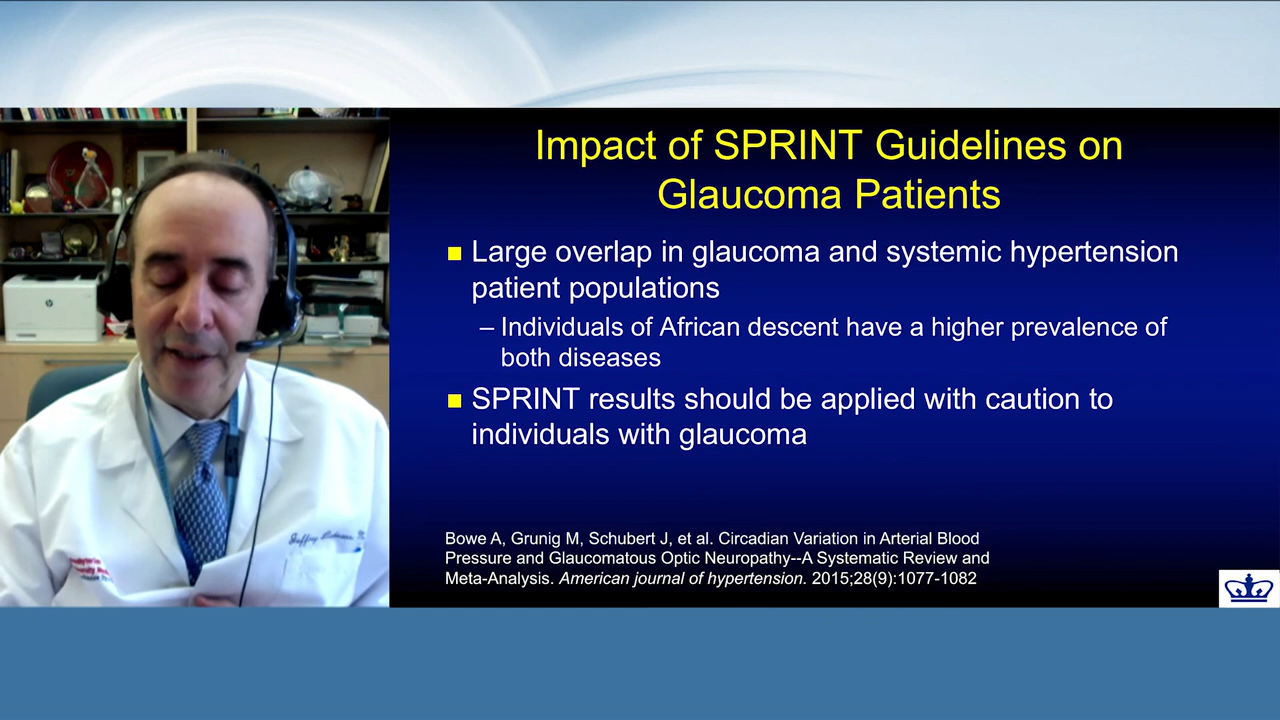 Impact of SPRINT Guidelines on
Glaucoma Patients
Large overlap in glaucoma and systemic hypertension
patient populations
– Individuals of African descent have a higher prevalence of
both diseases
SPRINT results should be applied with caution to
individuals with glaucoma
Bowe A, Grunig M, Schubert J, et al. Circadian Variation in Arterial Blood
Pressure and Glaucomatous Optic Neuropathy--A Systematic Review and
Meta-Analysis. American journal of hypertension. 2015;28(9):1077-1082